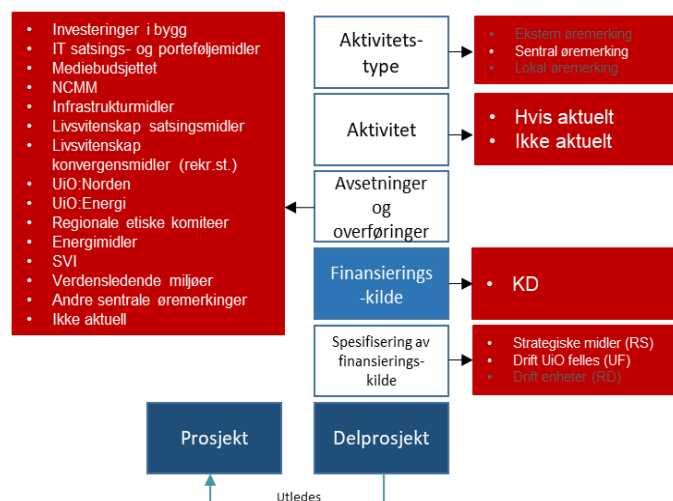 Investeringer i bygg
IT satsings- og porteføljemidler
Mediebudsjettet
NCMM
Infrastrukturmidler
Livsvitenskap satsingsmidler
Livsvitenskap
konvergensmidler (rekr.st.)
UiO:Norden
UiO:Energi
Regionale etiske komiteer
Energimidler
SVI
Verdensledende miljøer
Andre sentrale øremerkinger
Ikke aktuell
Aktivitets-
type
Ekstern øremerking
Sentral øremerking
Lokal øremerking
Aktivitet
Hvis aktuelt
Ikke aktuelt
Avsetninger
og
overføringer
Finansierings
-kilde
KD
Spesifisering av
finansierings-
kilde
Strategiske midler (RS)
Drift UiO felles (UF)
Drift enheter (RD)
Prosjekt
Delprosjekt
Utledes